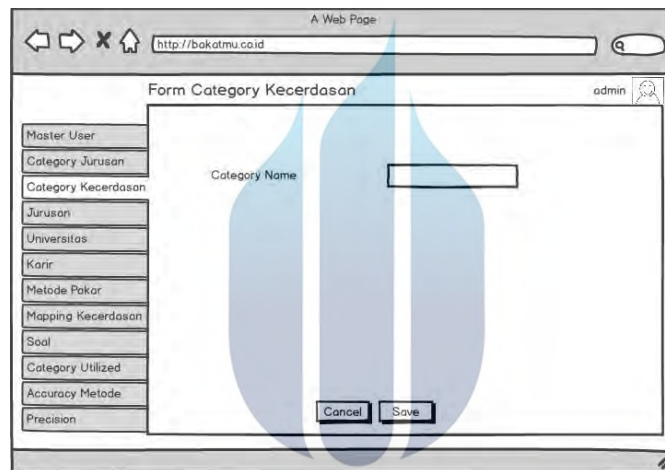 A Web Page
http://bakatmu.co.id
Form Category Kecerdasan
admin
Master User
Category Jurusan
Category Kecerdasan
Jurusan
Universitas
Karir
Metode Pakar
Mapping Kecerdasan
Soal
Category Utilized
Accuracy Metode
Precision
Category Name
Cancel Save